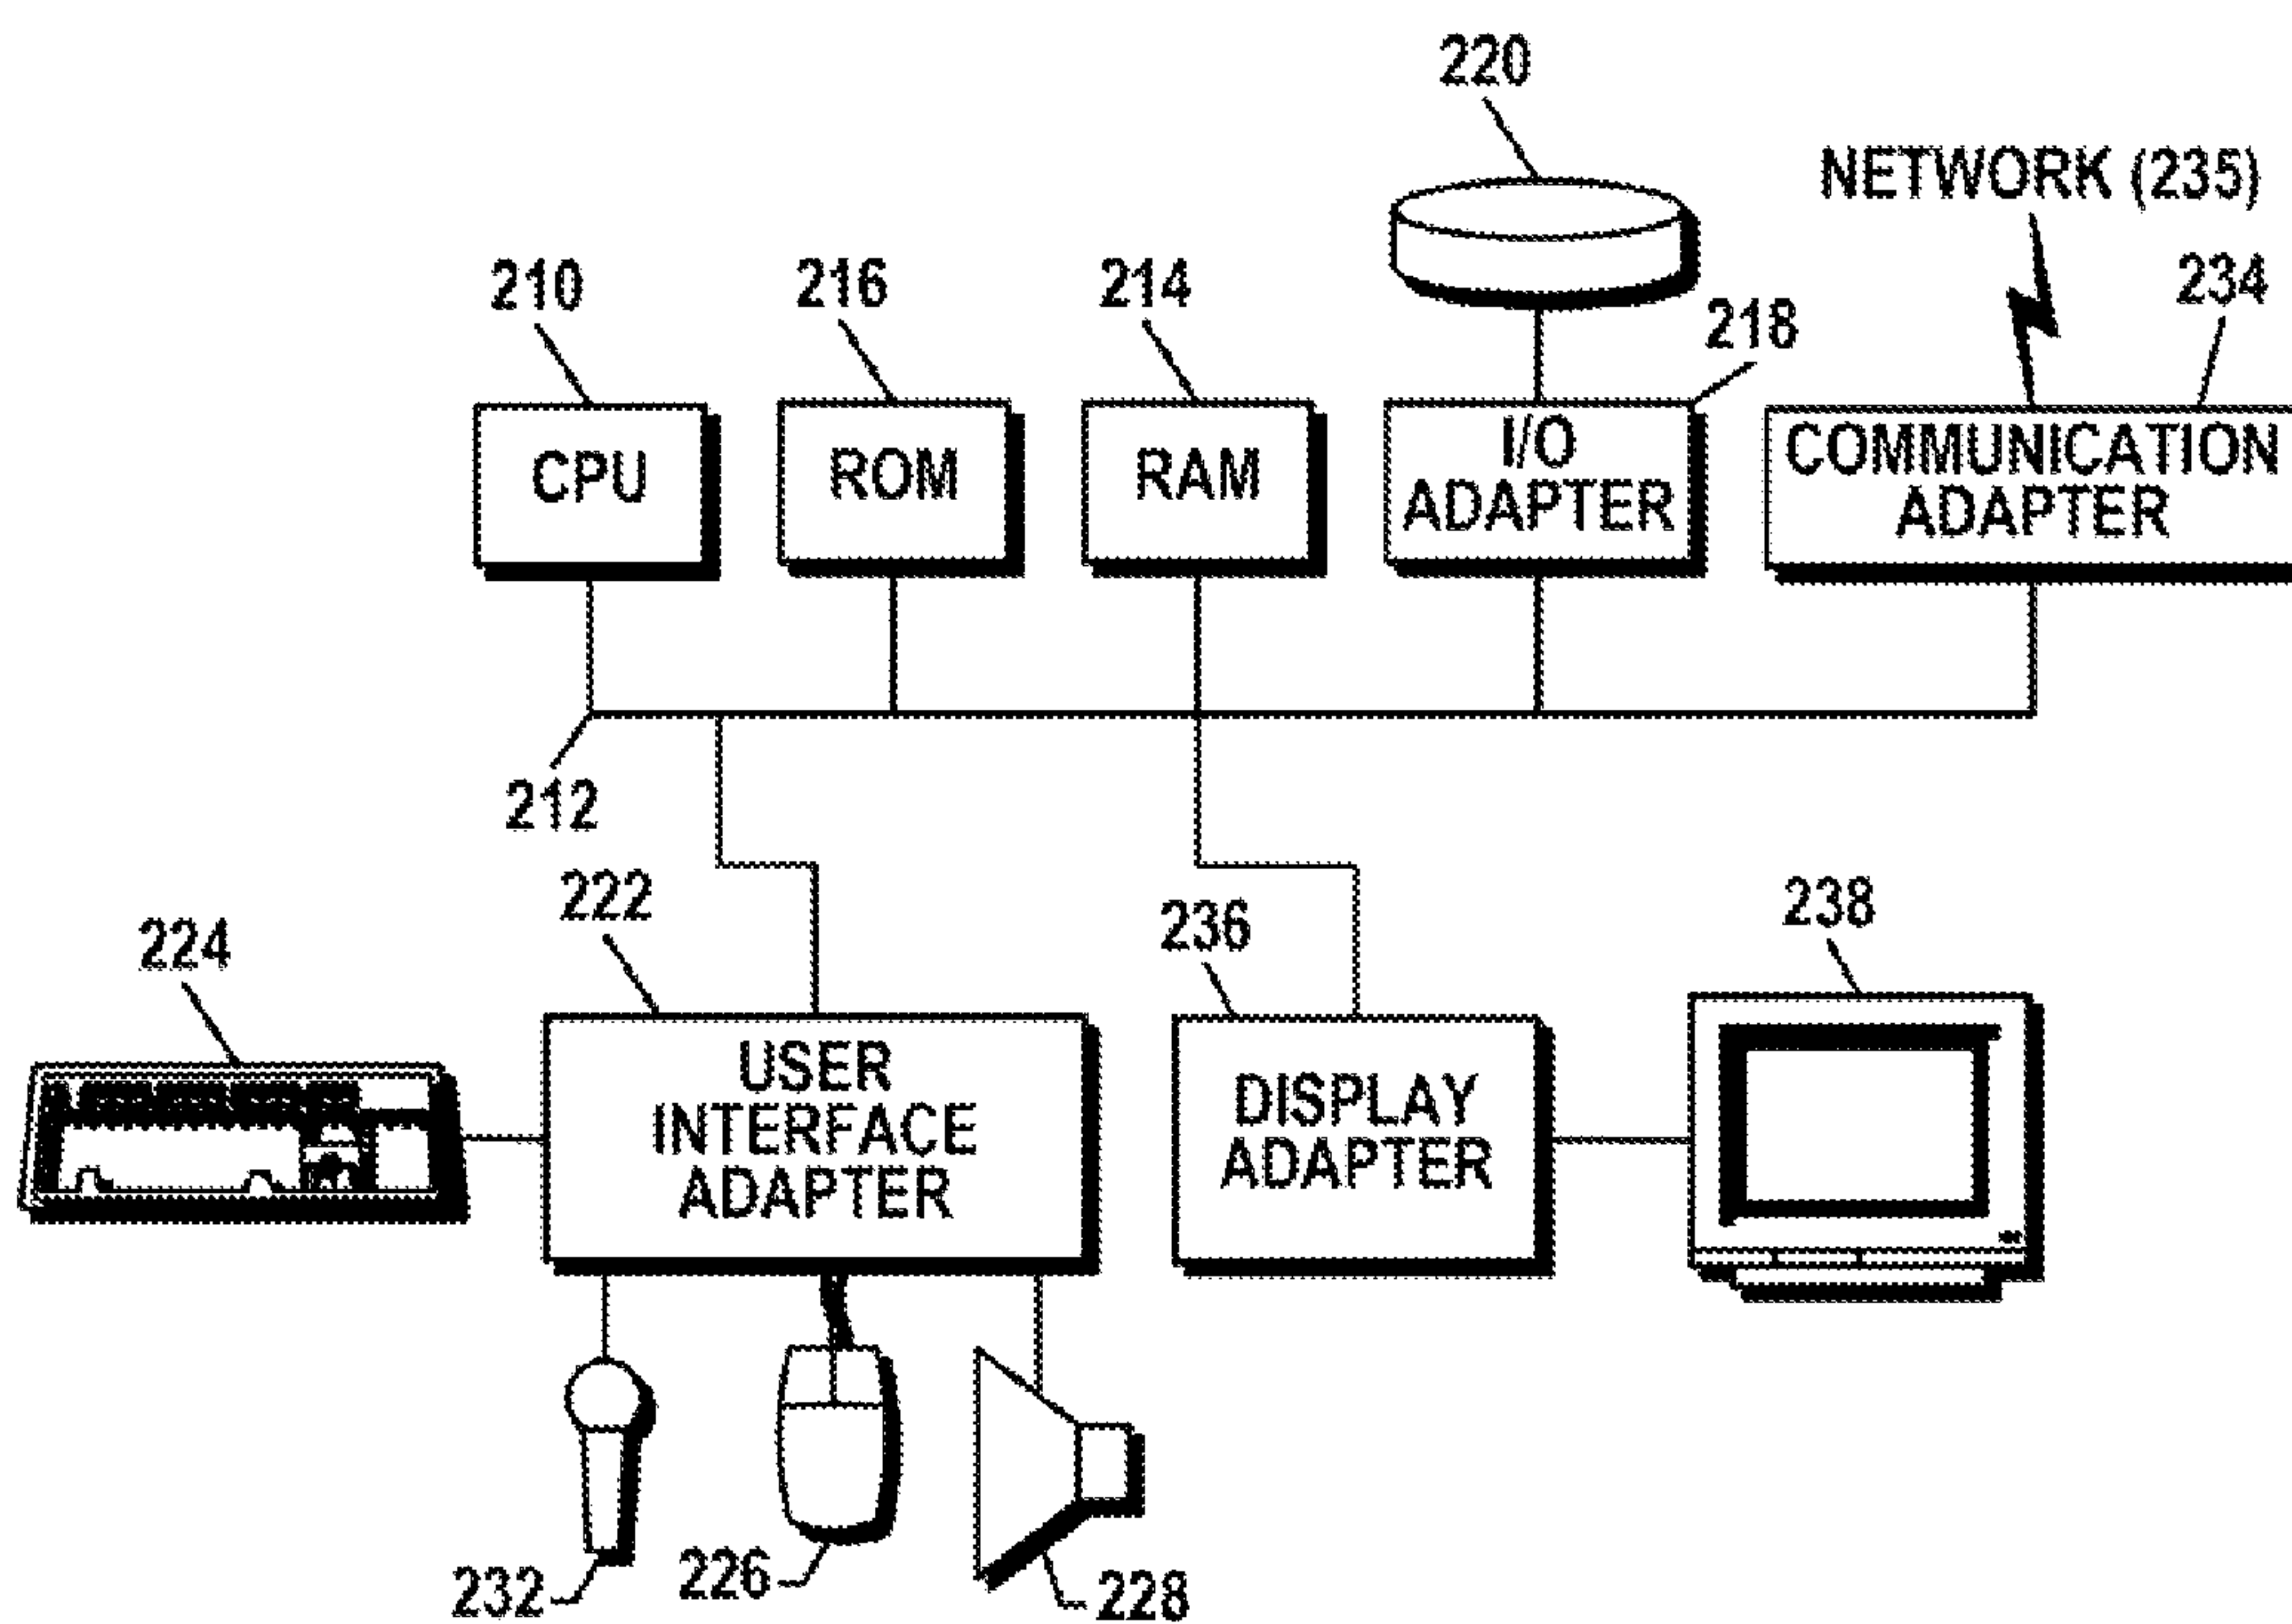 220
NETWORK (235)
210
216
214
218
234
CPU
ROM
RAM
I/O
ADAPTER
COMMUNICATION
ADAPTER
212
222
224
236
238
USER
INTERFACE
ADAPTER
DISPLAY
ADAPTER
232
226
228